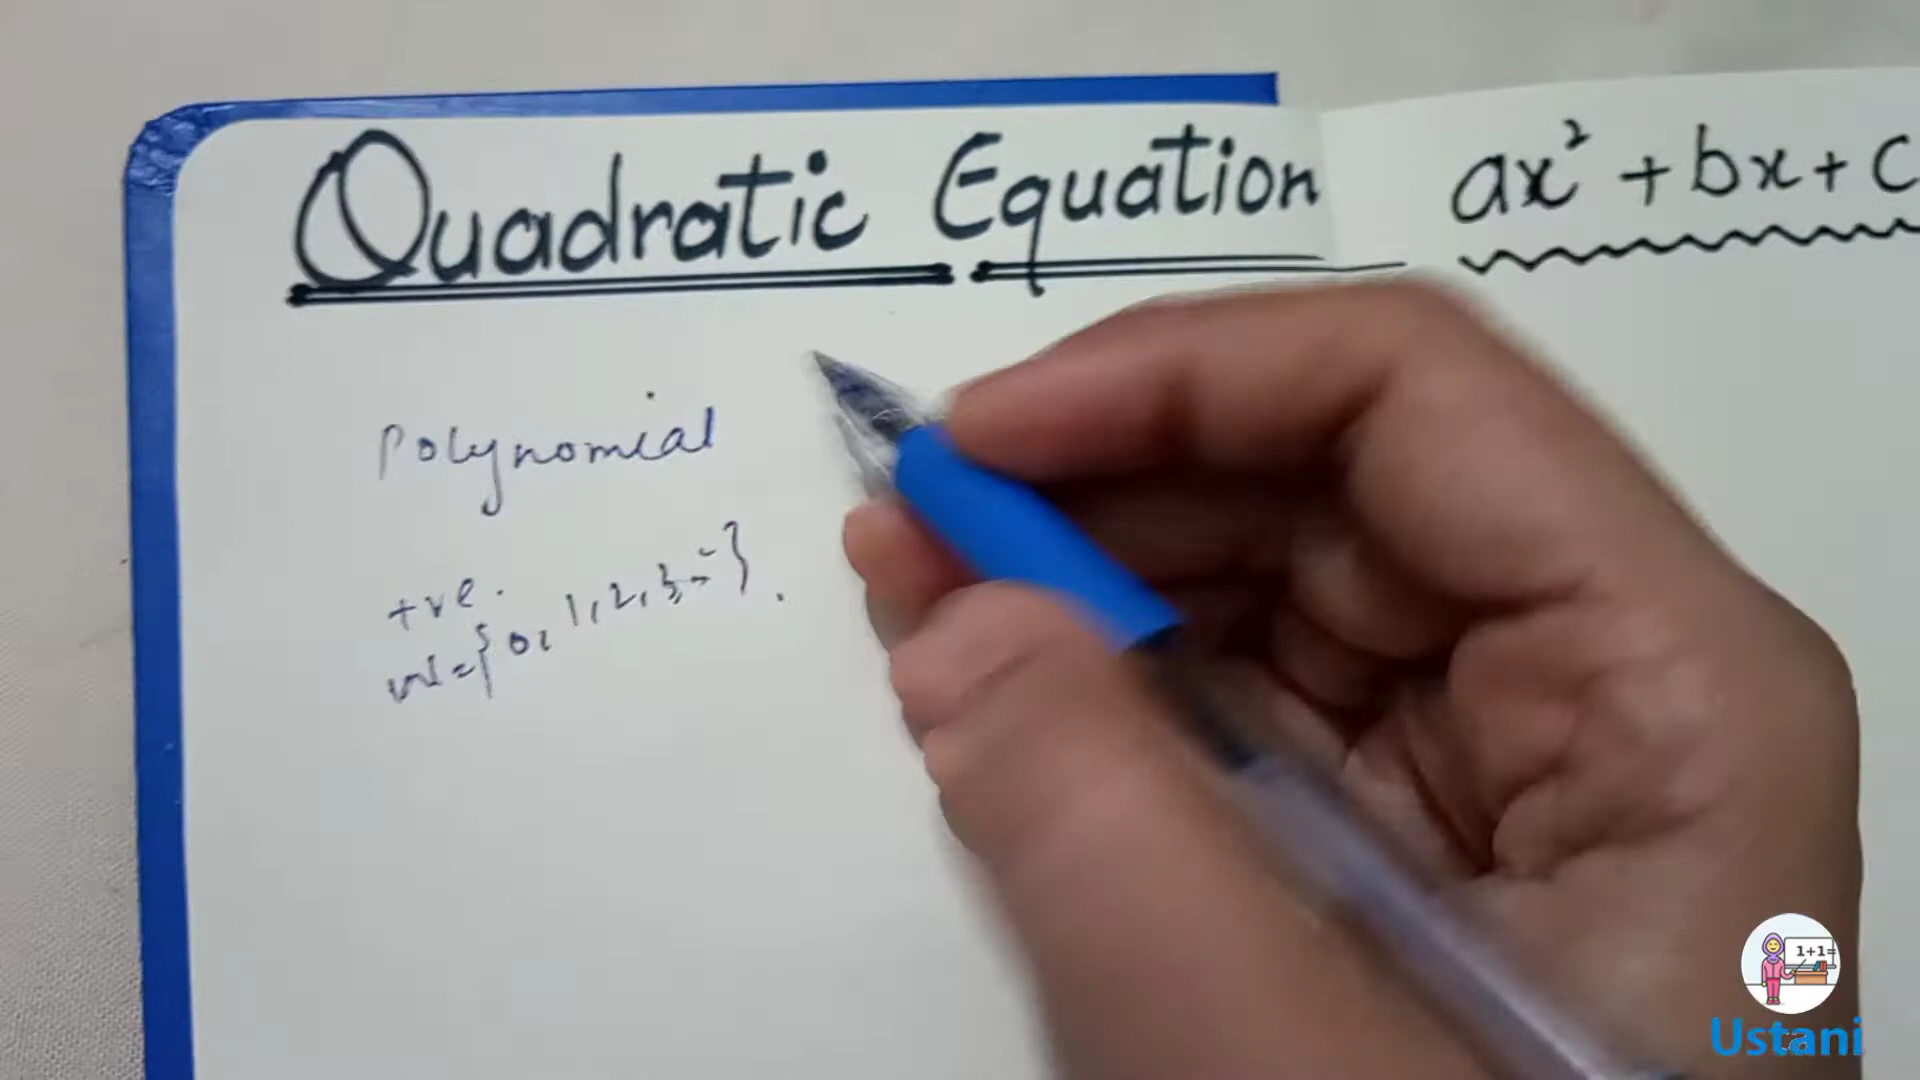 Quadratic Equation
ax² + bx + c
Polynomial
+ve.
= { 0, 1, 2, 3, -- }.
1+1=
Ustani